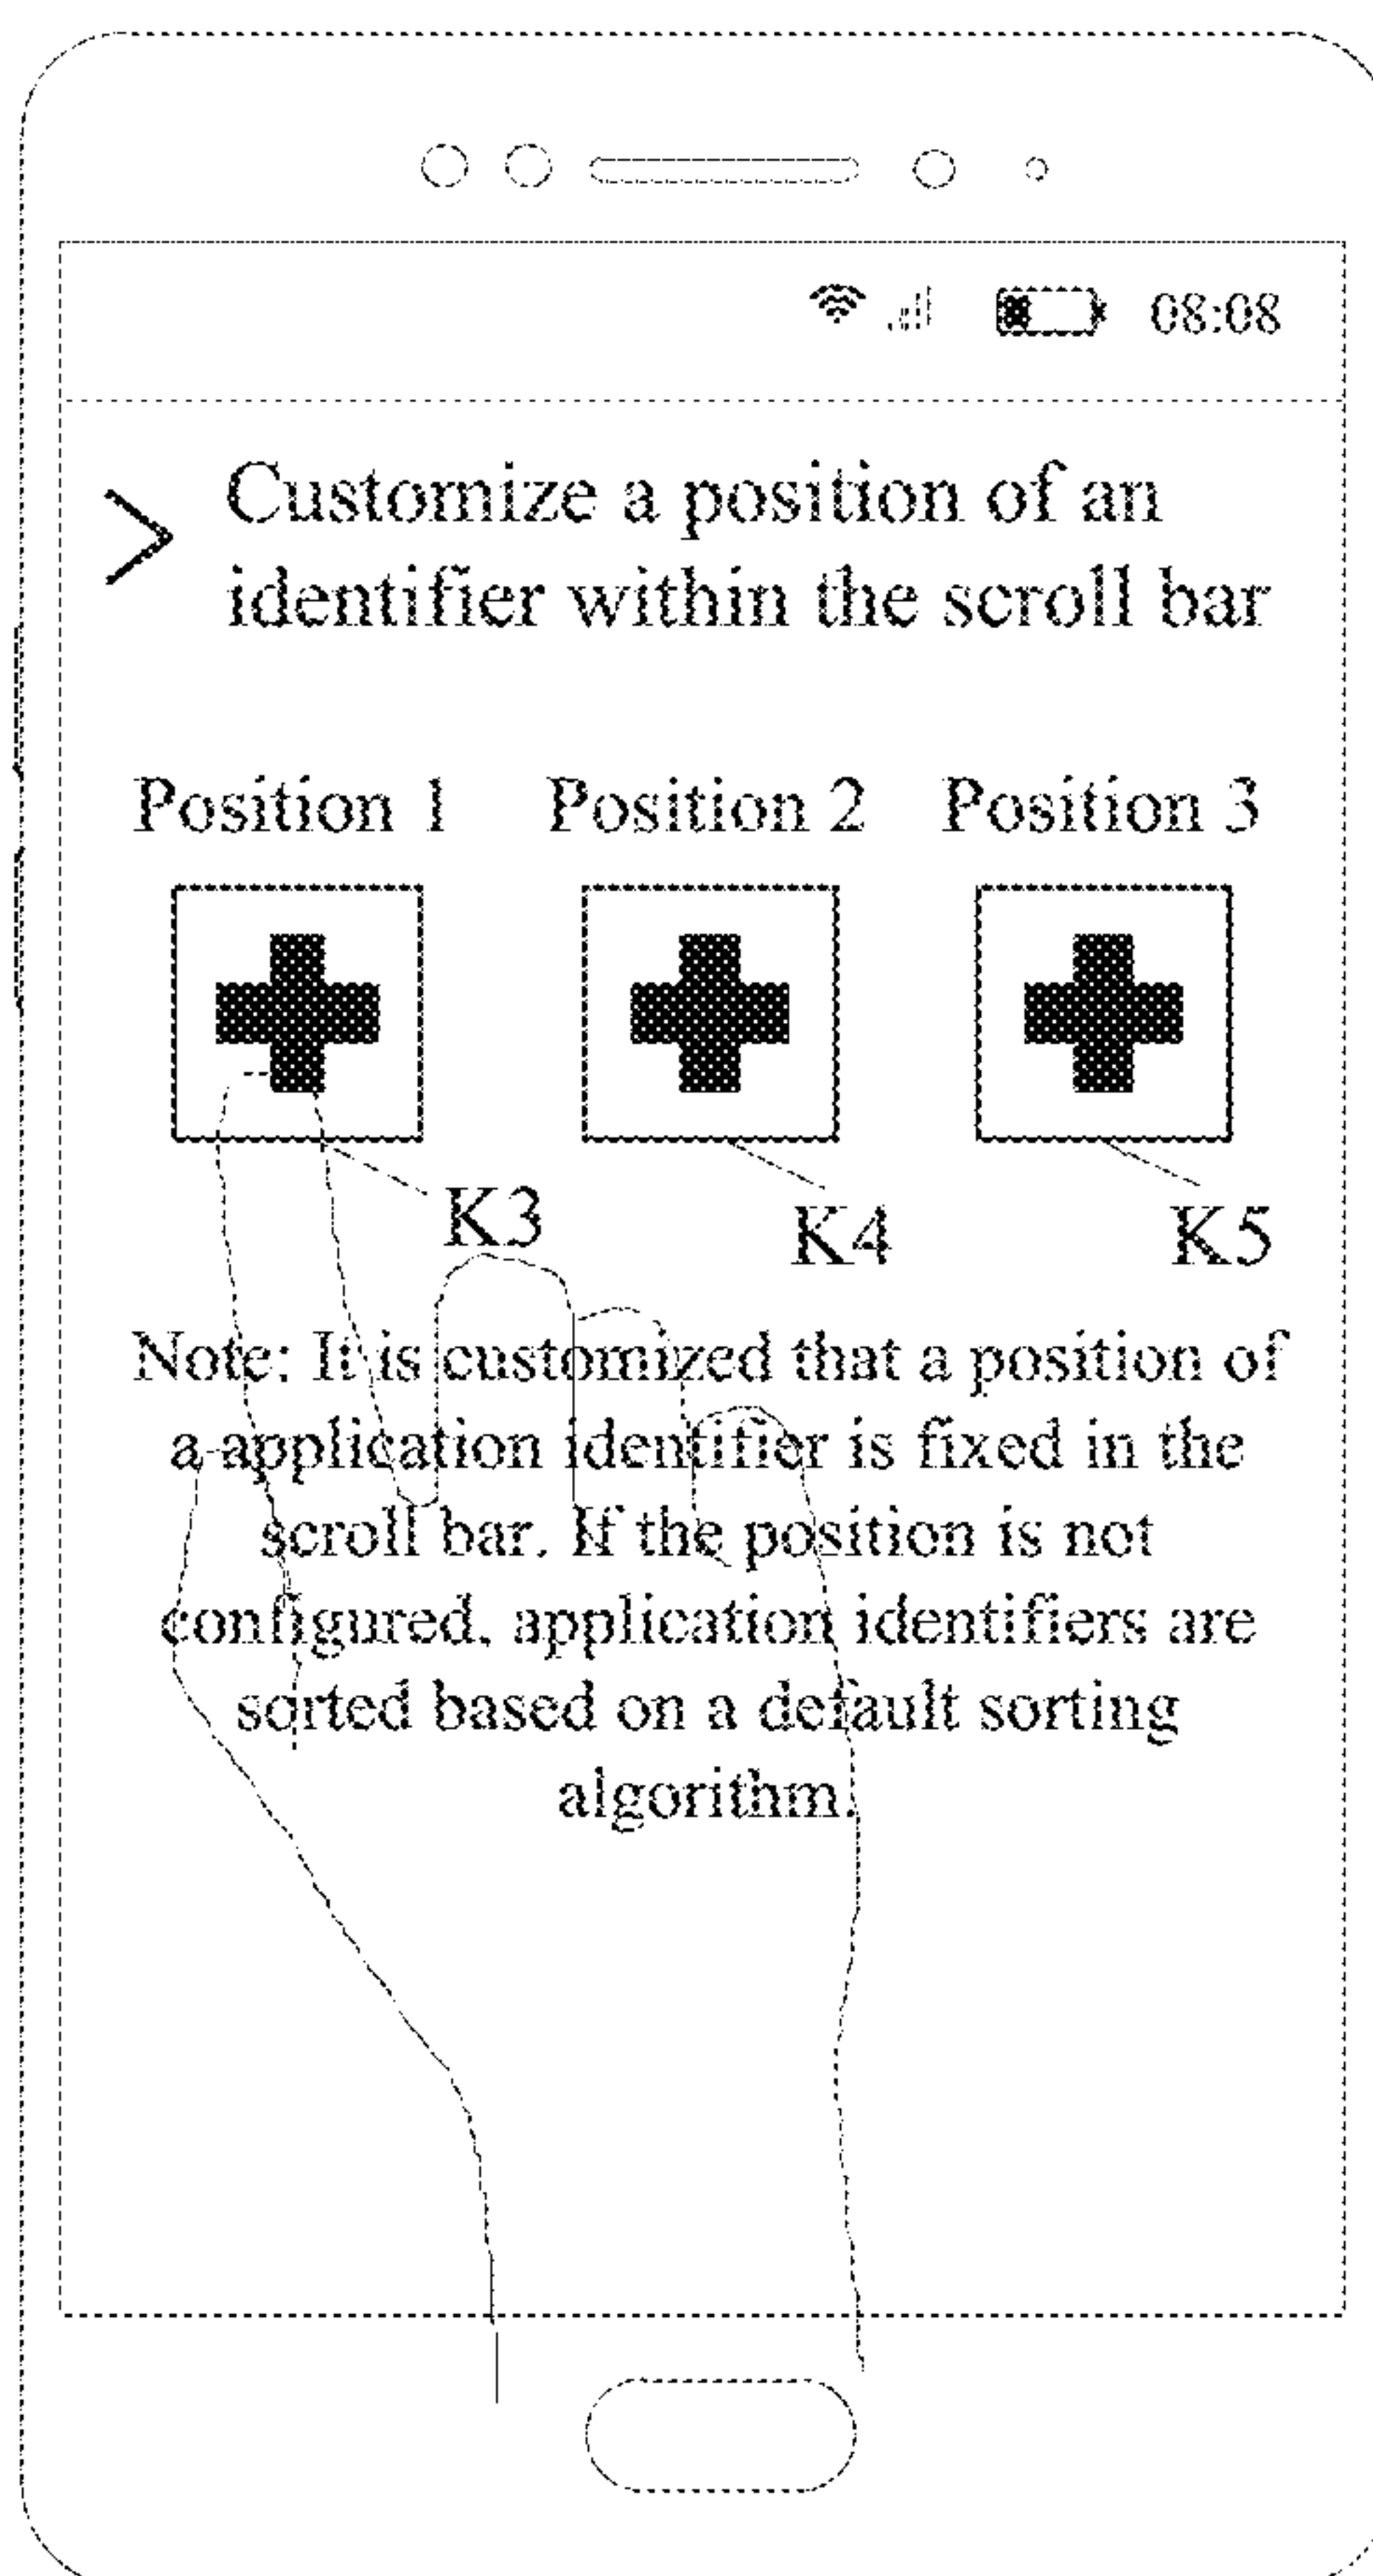 08:08
Customize a position of an
identifier within the scroll bar
Position 1 Position 2 Position 3
K3 K4 K5
Note: It is customized that a position of
a application identifier is fixed in the
scroll bar. If the position is not
configured, application identifiers are
sorted based on a default sorting
algorithm.